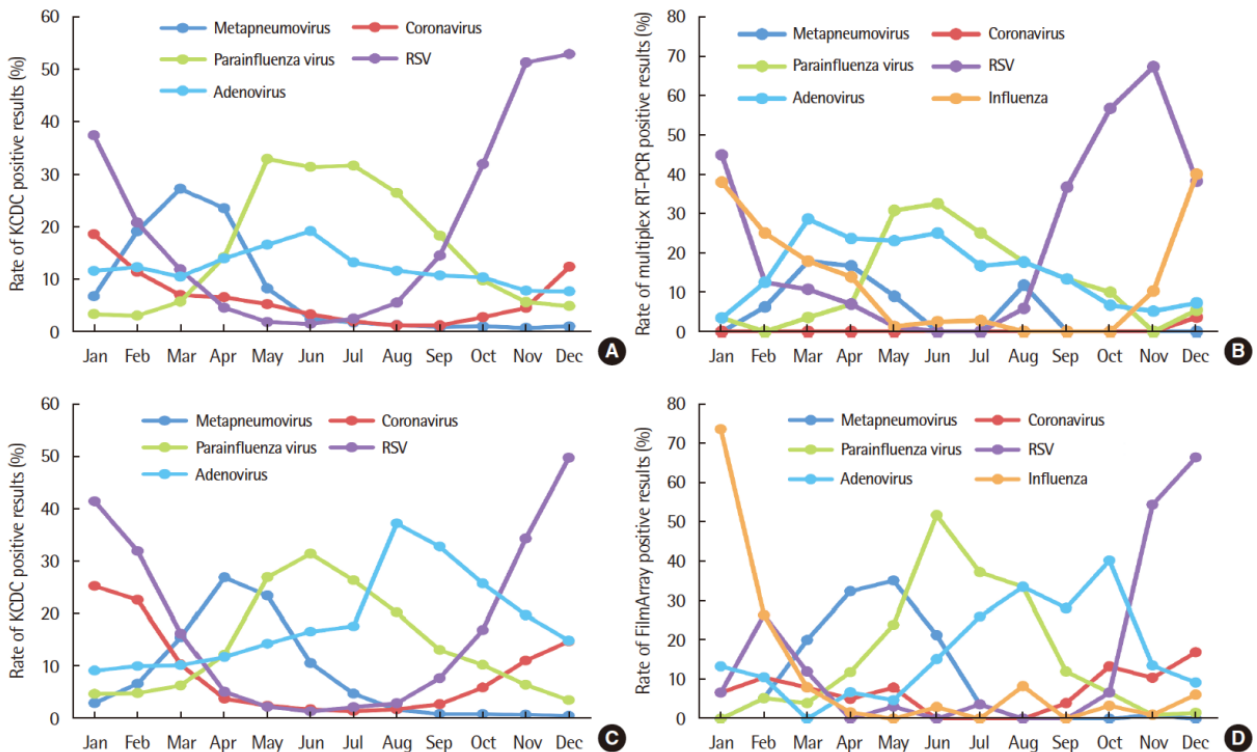 Rate of KCDC positive results (%)
60
50
40
30
20
10
0
Metapneumovirus Coronavirus
Parainfluenza virus RSV
Adenovirus
Jan Feb Mar Apr May Jun Jul Aug Sep Oct Nov Dec
A
Rate of multiplex RT-PCR positive results (%)
80
70
60
50
40
30
20
10
0
Metapneumovirus Coronavirus
Parainfluenza virus RSV
Adenovirus Influenza
Jan Feb Mar Apr May Jun Jul Aug Sep Oct Nov Dec
B
Rate of KCDC positive results (%)
60
50
40
30
20
10
0
Metapneumovirus Coronavirus
Parainfluenza virus RSV
Adenovirus
Jan Feb Mar Apr May Jun Jul Aug Sep Oct Nov Dec
C
Rate of FilmArray positive results (%)
80
70
60
50
40
30
20
10
0
Metapneumovirus Coronavirus
Parainfluenza virus RSV
Adenovirus Influenza
Jan Feb Mar Apr May Jun Jul Aug Sep Oct Nov Dec
D